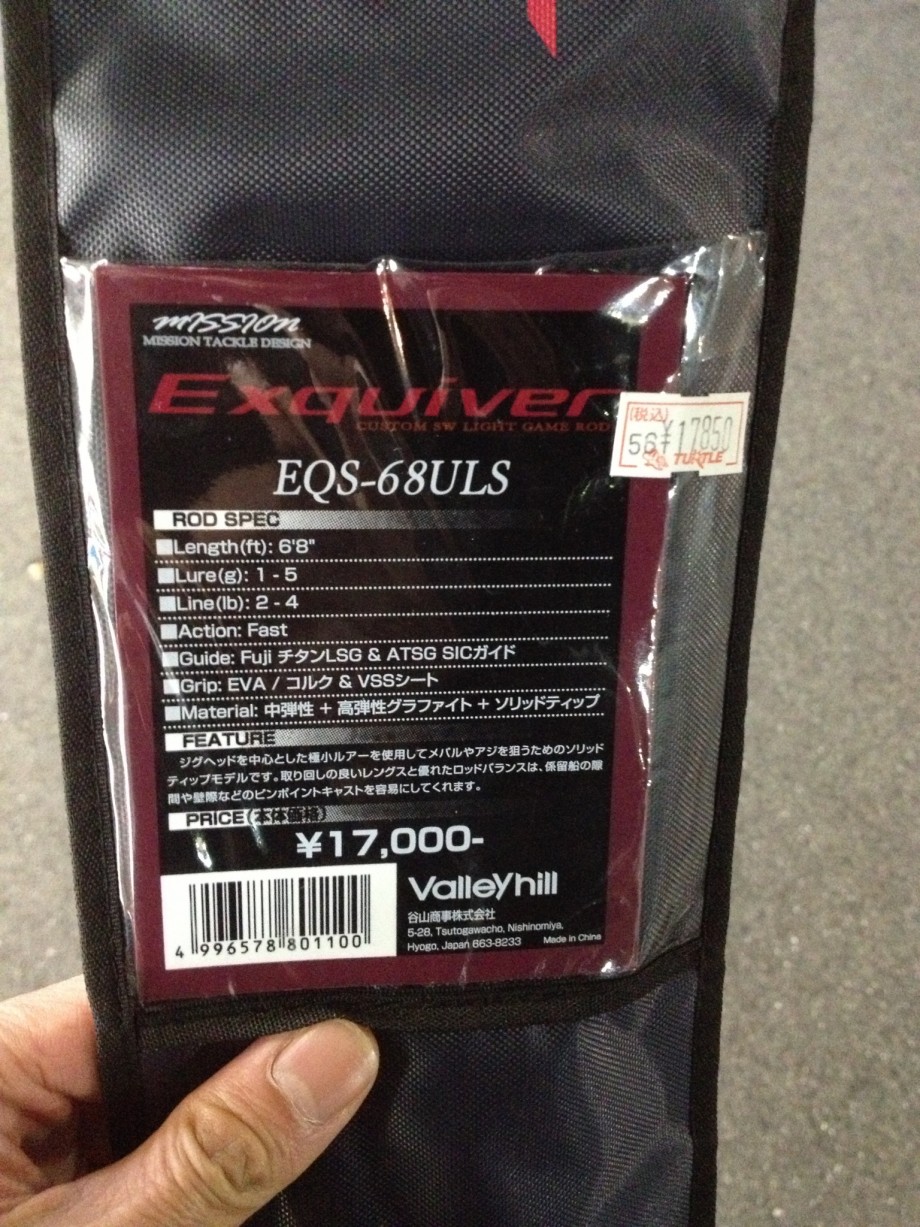 mission
MISSION TACKLE DESIGN
Exquiver
CUSTOM SW LIGHT GAME ROD
(税込)
56 ¥17850
TURTLE
EQS-68ULS
ROD SPEC
■Length(ft): 6'8"
■Lure(g): 1 - 5
■Line(lb): 2 - 4
■Action: Fast
■Guide: Fuji チタンLSG & ATSG SICガイド
■Grip: EVA / コルク & VSSシート
■Material: 中弾性 + 高弾性グラファイト + ソリッドティップ
FEATURE
ジグヘッドを中心とした極小ルアーを使用してメバルやアジを狙うためのソリッド
ティップモデルです。取り回しの良いレングスと優れたロッドバランスは、係留船の隙
間や壁際などのピンポイントキャストを容易にしてくれます。
PRICE(本体価格)
¥17,000-
Valleyhill
谷山商事株式会社
5-28, Tsutogawacho, Nishinomiya,
Hyogo, Japan 663-8233 Made in China
4 996578 801100